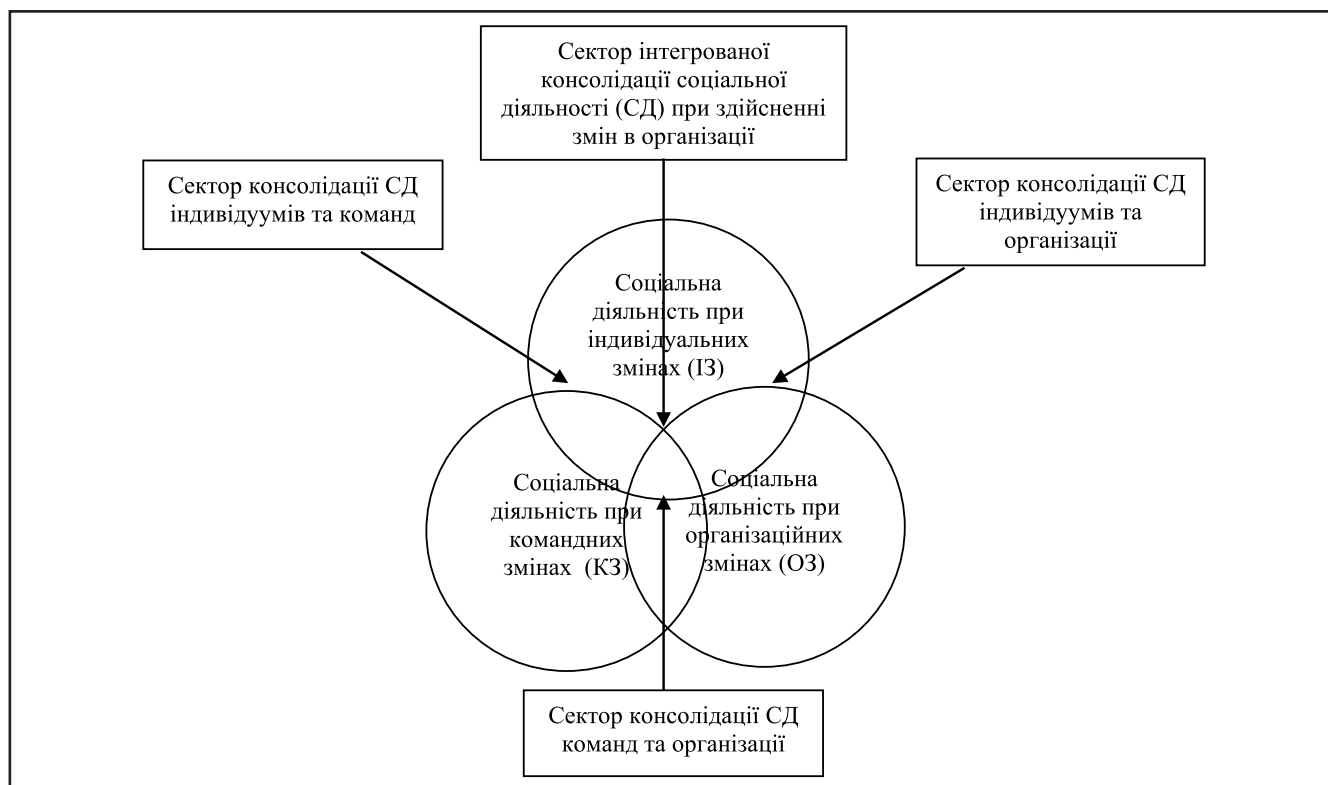 Сектор інтегрованої
консолідації соціальної
діяльності (СД) при здійсненні
змін в організації
Сектор консолідації СД
індивідуумів та команд
Сектор консолідації СД
індивідуумів та
організації
Соціальна
діяльність при
індивідуальних
змінах (ІЗ)
Соціальна
діяльність при
командних
змінах (КЗ)
Соціальна
діяльність при
організаційних
змінах (ОЗ)
Сектор консолідації СД
команд та організації